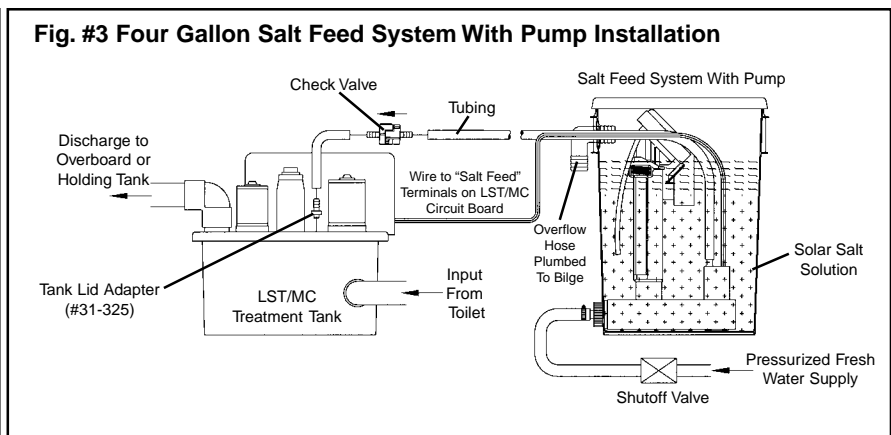 Fig. #3 Four Gallon Salt Feed System With Pump Installation
Salt Feed System With Pump
Check Valve
Tubing
Discharge to
Overboard or
Holding Tank
Wire to “Salt Feed”
Terminals on LST/MC
Circuit Board
Overflow
Hose
Plumbed
To Bilge
Solar Salt
Solution
Tank Lid Adapter
(#31-325)
LST/MC
Treatment Tank
Input
From
Toilet
Pressurized Fresh
Water Supply
Shutoff Valve